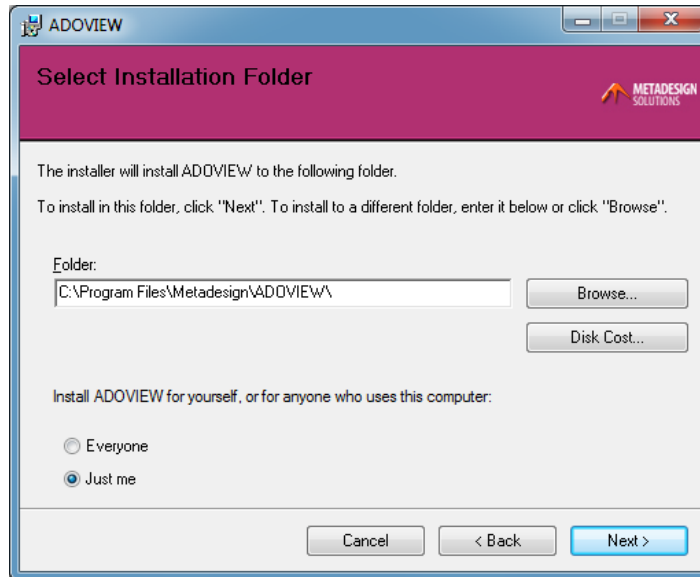 ADOVIEW
Select Installation Folder
METADESIGN
SOLUTIONS
The installer will install ADOVIEW to the following folder.
To install in this folder, click "Next". To install to a different folder, enter it below or click "Browse".
Folder:
C:\Program Files\Metadesign\ADOVIEW\
Browse...
Disk Cost...
Install ADOVIEW for yourself, or for anyone who uses this computer:
Everyone
Just me
Cancel
< Back
Next >